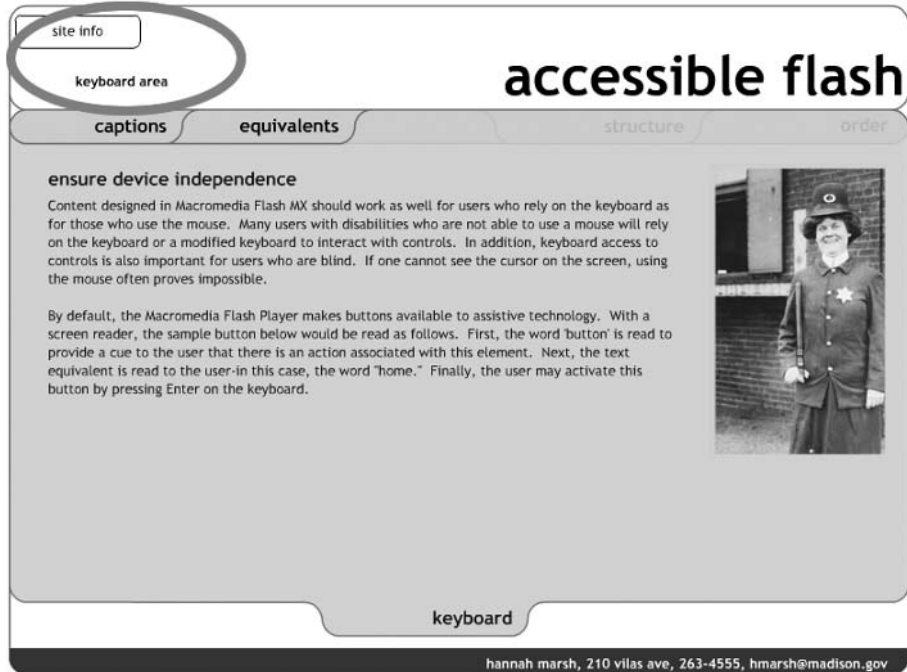 site info
keyboard area
accessible flash
captions
equivalents
structure
order
ensure device independence
Content designed in Macromedia Flash MX should work as well for users who rely on the keyboard as
for those who use the mouse.  Many users with disabilities who are not able to use a mouse will rely
on the keyboard or a modified keyboard to interact with controls.  In addition, keyboard access to
controls is also important for users who are blind.  If one cannot see the cursor on the screen, using
the mouse often proves impossible.
By default, the Macromedia Flash Player makes buttons available to assistive technology.  With a
screen reader, the sample button below would be read as follows.  First, the word 'button' is read to
provide a cue to the user that there is an action associated with this element.  Next, the text
equivalent is read to the user-in this case, the word "home."  Finally, the user may activate this
button by pressing Enter on the keyboard.
keyboard
hannah marsh, 210 vilas ave, 263-4555, hmarsh@madison.gov